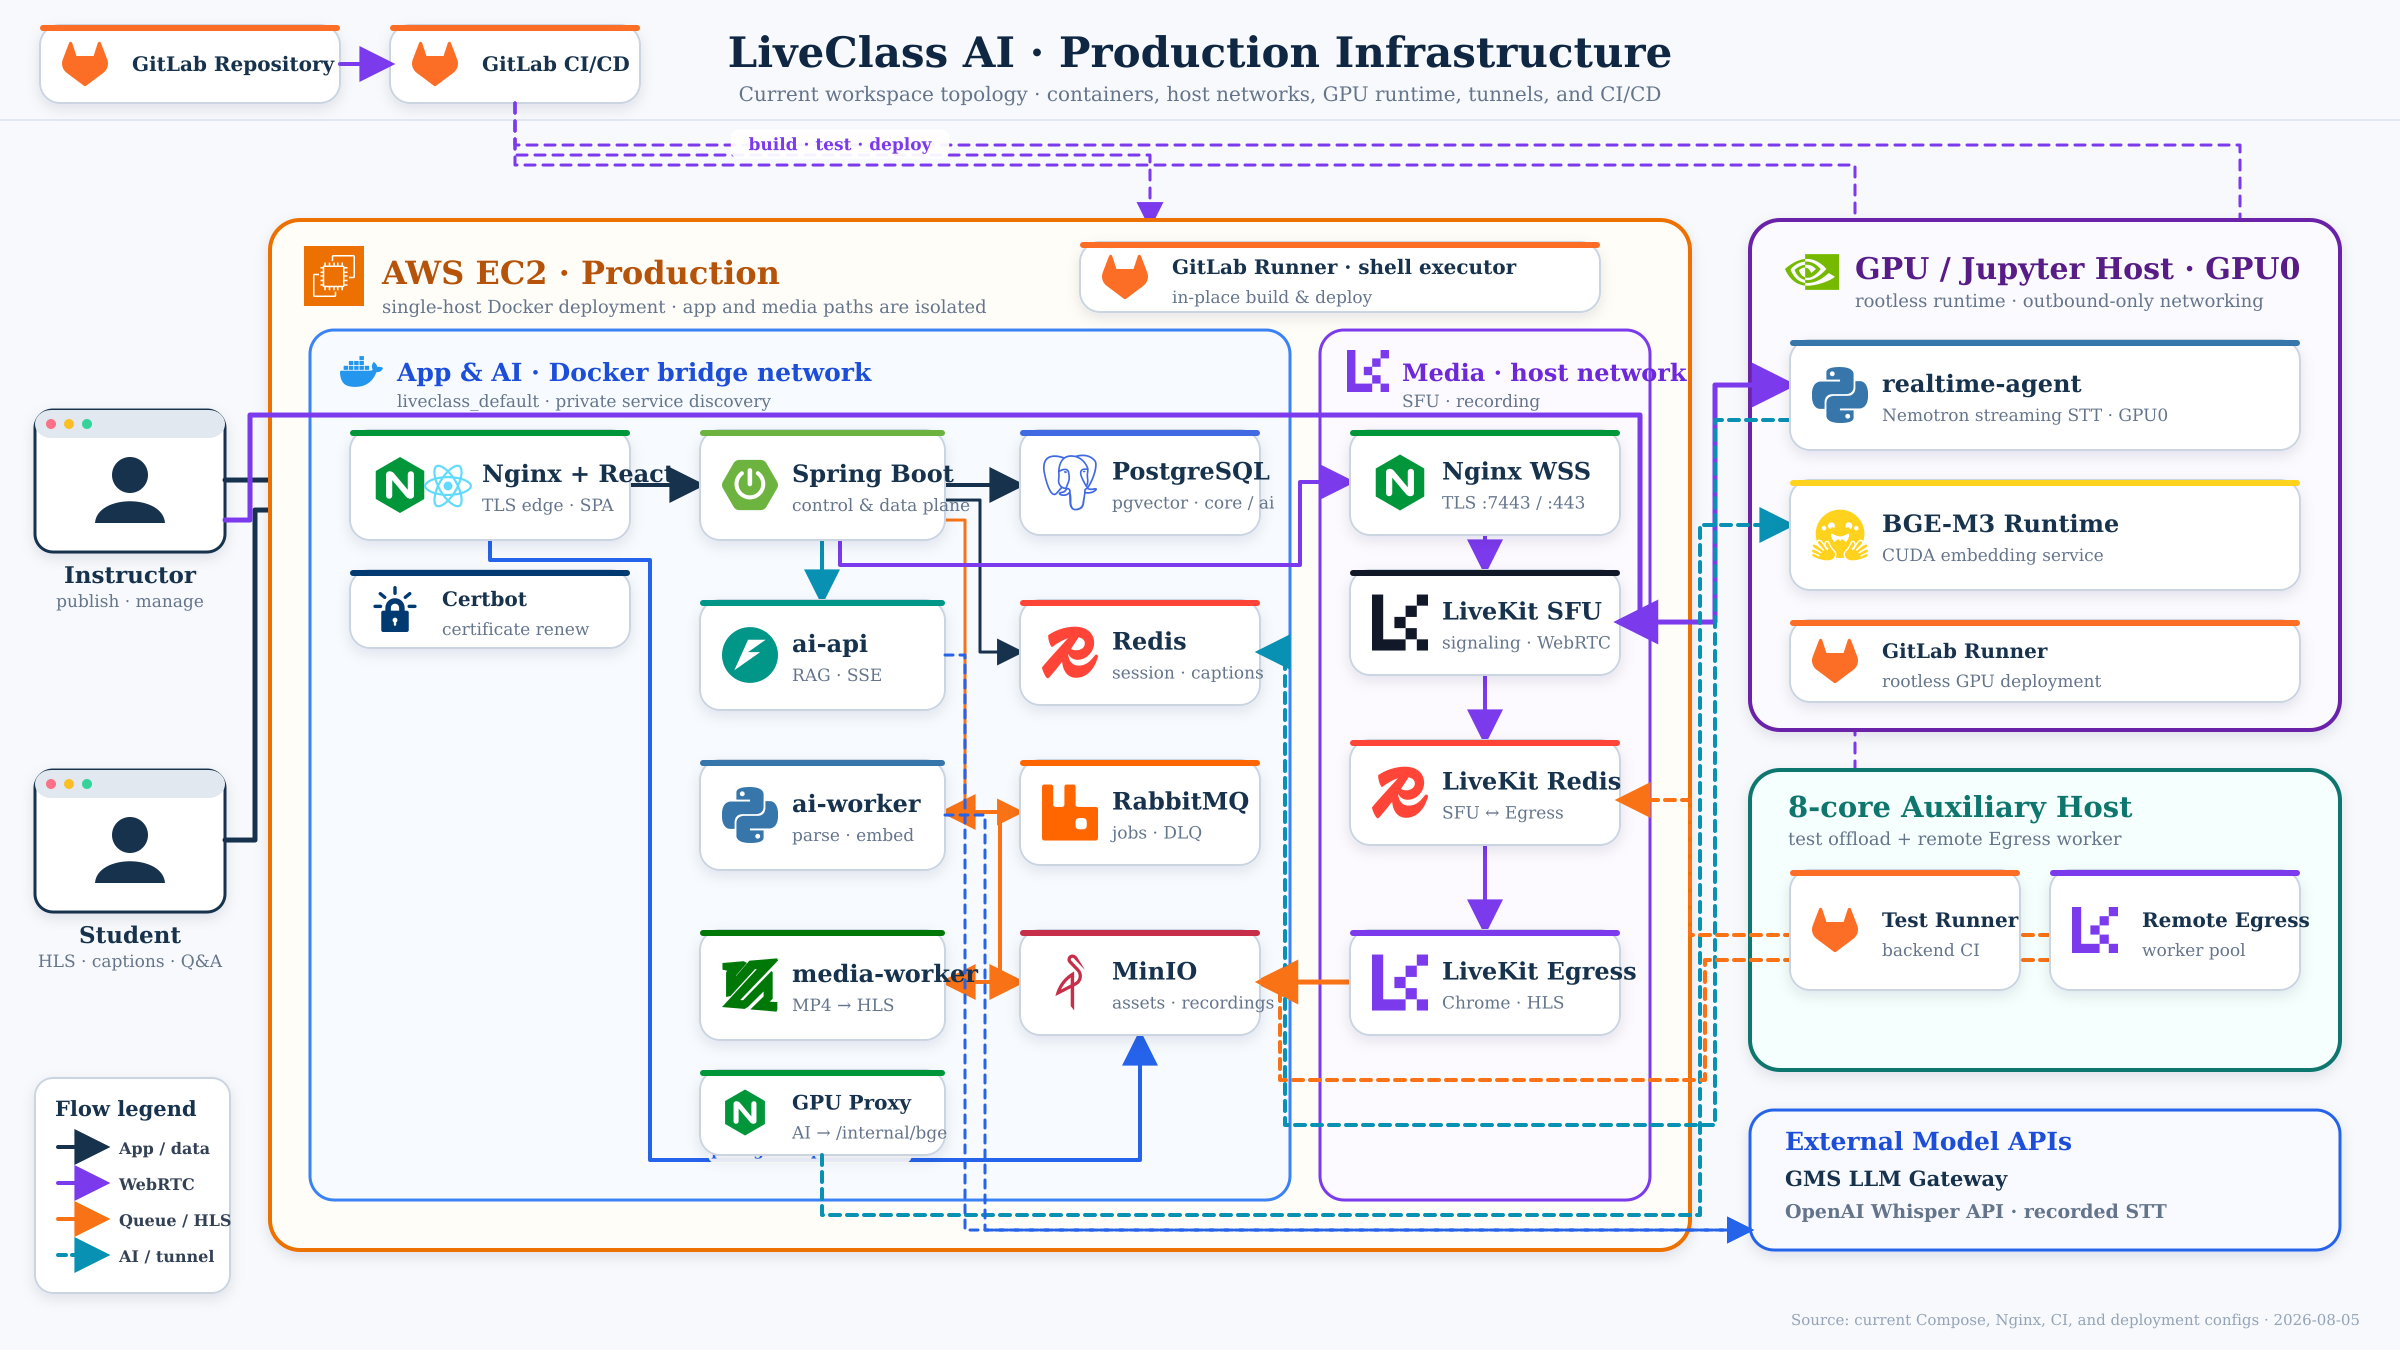 GitLab Repository
GitLab CI/CD
LiveClass AI · Production Infrastructure
Current workspace topology · containers, host networks, GPU runtime, tunnels, and CI/CD
build · test · deploy
AWS EC2 · Production
single-host Docker deployment · app and media paths are isolated
GitLab Runner · shell executor
in-place build & deploy
App & AI · Docker bridge network
liveclass_default · private service discovery
Media · host network
SFU · recording
Nginx + React
TLS edge · SPA
Spring Boot
control & data plane
PostgreSQL
pgvector · core / ai
Nginx WSS
TLS :7443 / :443
Certbot
certificate renew
ai-api
RAG · SSE
Redis
session · captions
LiveKit SFU
signaling · WebRTC
ai-worker
parse · embed
RabbitMQ
jobs · DLQ
LiveKit Redis
SFU ↔ Egress
media-worker
MP4 → HLS
MinIO
assets · recordings
LiveKit Egress
Chrome · HLS
GPU Proxy
AI → /internal/bge
Instructor
publish · manage
Student
HLS · captions · Q&A
Flow legend
App / data
WebRTC
Queue / HLS
AI / tunnel
GPU / Jupyter Host · GPU0
rootless runtime · outbound-only networking
realtime-agent
Nemotron streaming STT · GPU0
BGE-M3 Runtime
CUDA embedding service
GitLab Runner
rootless GPU deployment
8-core Auxiliary Host
test offload + remote Egress worker
Test Runner
backend CI
Remote Egress
worker pool
External Model APIs
GMS LLM Gateway
OpenAI Whisper API · recorded STT
Source: current Compose, Nginx, CI, and deployment configs · 2026-08-05